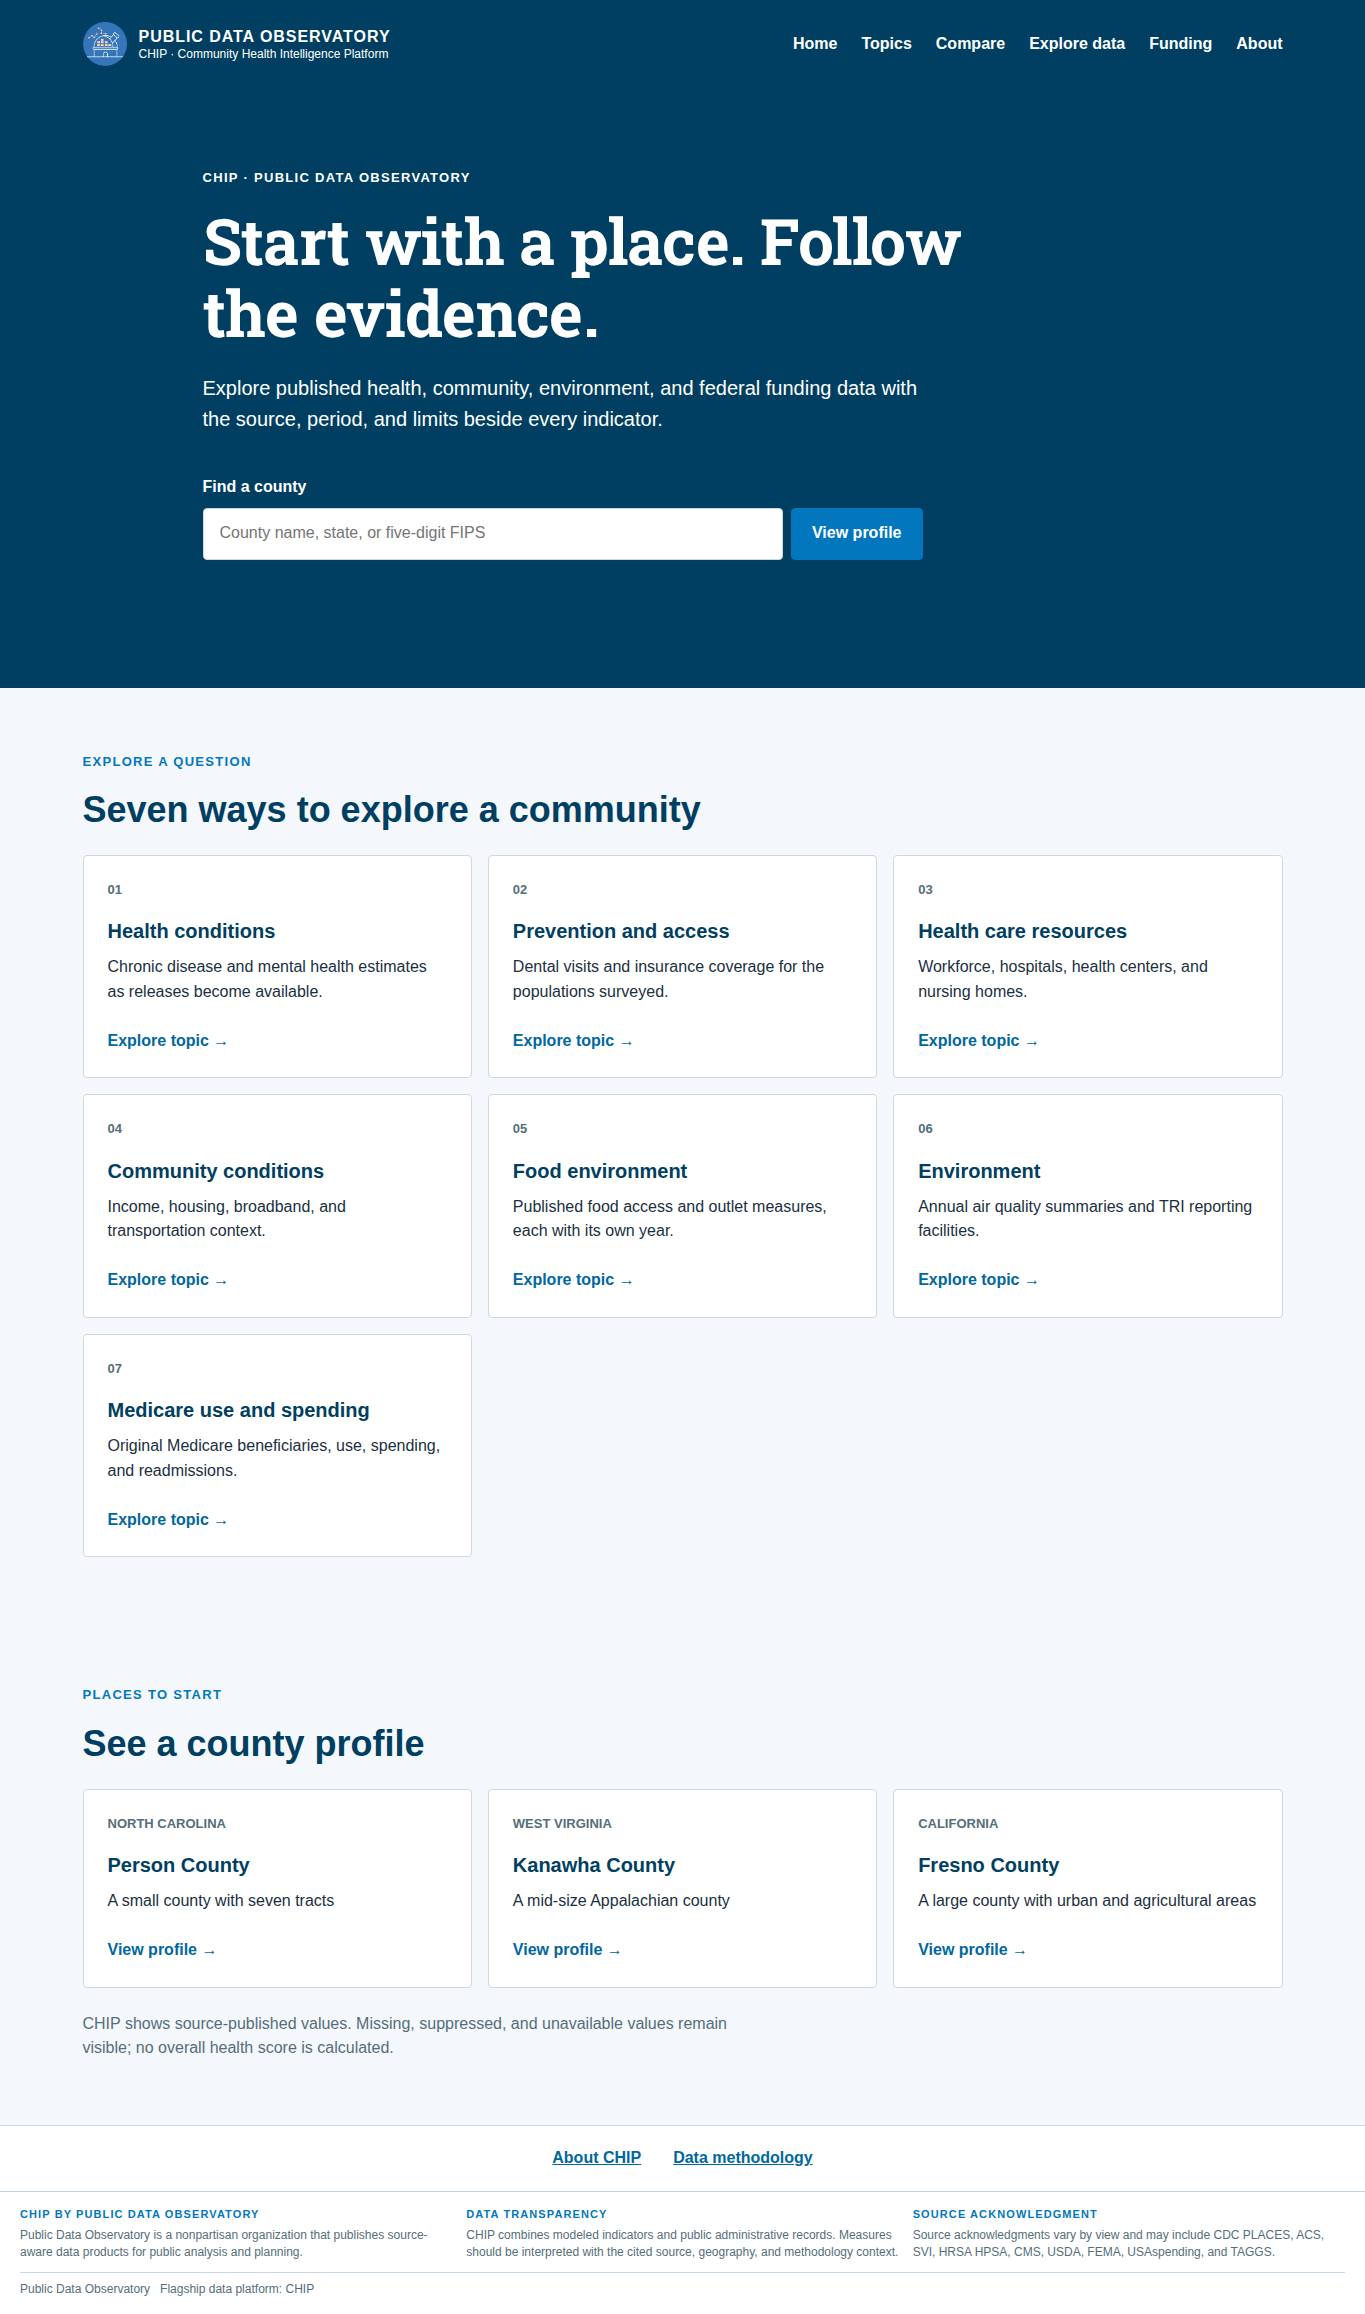 PUBLIC DATA OBSERVATORY
CHIP · Community Health Intelligence Platform
Home Topics Compare Explore data Funding About
CHIP · PUBLIC DATA OBSERVATORY
Start with a place. Follow
the evidence.
Explore published health, community, environment, and federal funding data with
the source, period, and limits beside every indicator.
Find a county
County name, state, or five-digit FIPS
View profile
EXPLORE A QUESTION
Seven ways to explore a community
01
Health conditions
Chronic disease and mental health estimates
as releases become available.
Explore topic →
02
Prevention and access
Dental visits and insurance coverage for the
populations surveyed.
Explore topic →
03
Health care resources
Workforce, hospitals, health centers, and
nursing homes.
Explore topic →
04
Community conditions
Income, housing, broadband, and
transportation context.
Explore topic →
05
Food environment
Published food access and outlet measures,
each with its own year.
Explore topic →
06
Environment
Annual air quality summaries and TRI reporting
facilities.
Explore topic →
07
Medicare use and spending
Original Medicare beneficiaries, use, spending,
and readmissions.
Explore topic →
PLACES TO START
See a county profile
NORTH CAROLINA
Person County
A small county with seven tracts
View profile →
WEST VIRGINIA
Kanawha County
A mid-size Appalachian county
View profile →
CALIFORNIA
Fresno County
A large county with urban and agricultural areas
View profile →
CHIP shows source-published values. Missing, suppressed, and unavailable values remain
visible; no overall health score is calculated.
About CHIP Data methodology
CHIP BY PUBLIC DATA OBSERVATORY
Public Data Observatory is a nonpartisan organization that publishes source-
aware data products for public analysis and planning.
DATA TRANSPARENCY
CHIP combines modeled indicators and public administrative records. Measures
should be interpreted with the cited source, geography, and methodology context.
SOURCE ACKNOWLEDGMENT
Source acknowledgments vary by view and may include CDC PLACES, ACS,
SVI, HRSA HPSA, CMS, USDA, FEMA, USAspending, and TAGGS.
Public Data Observatory Flagship data platform: CHIP